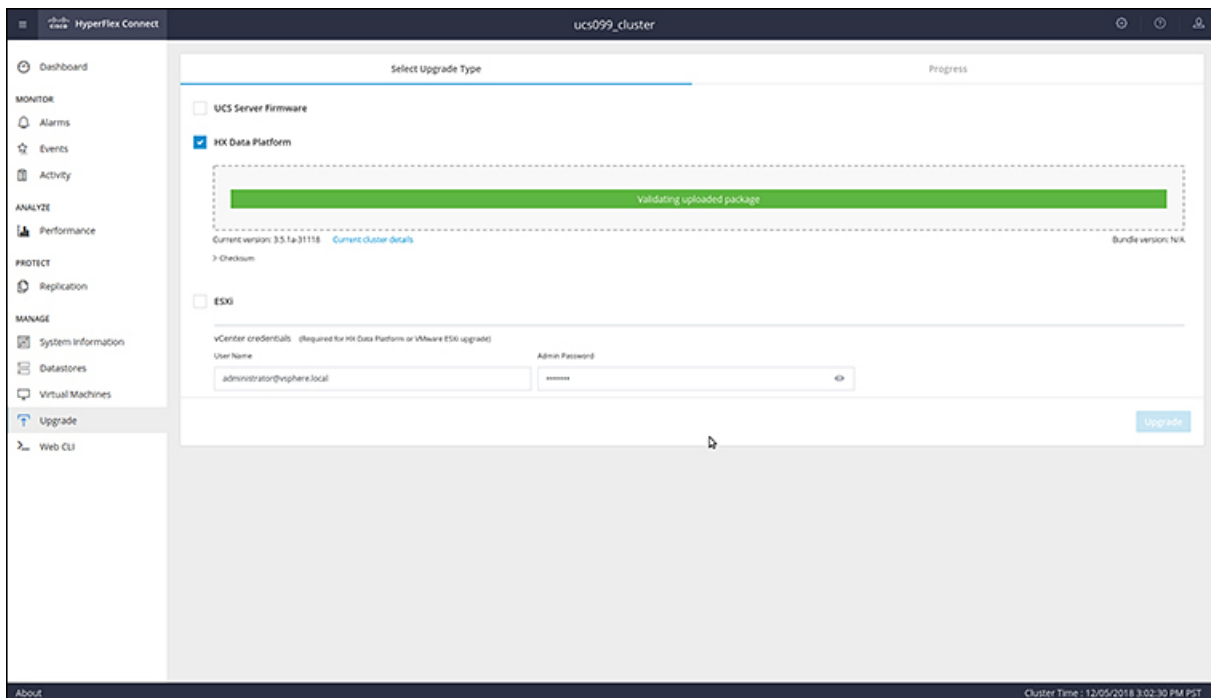 cisco HyperFlex Connect
ucs099_cluster
Dashboard
MONITOR
Alarms
Events
Activity
ANALYZE
Performance
PROTECT
Replication
MANAGE
System Information
Datastores
Virtual Machines
Upgrade
Web CLI
Select Upgrade Type
Progress
UCS Server Firmware
HX Data Platform
Validating uploaded package
Current version: 3.5.1a-31118 Current cluster details
Bundle version: N/A
> Checksum
ESXi
vCenter credentials (Required for HX Data Platform or VMware ESXi upgrade)
User Name
Admin Password
administrator@vsphere.local
•••••••
Upgrade
About
Cluster Time : 12/05/2018 3:02:30 PM PST